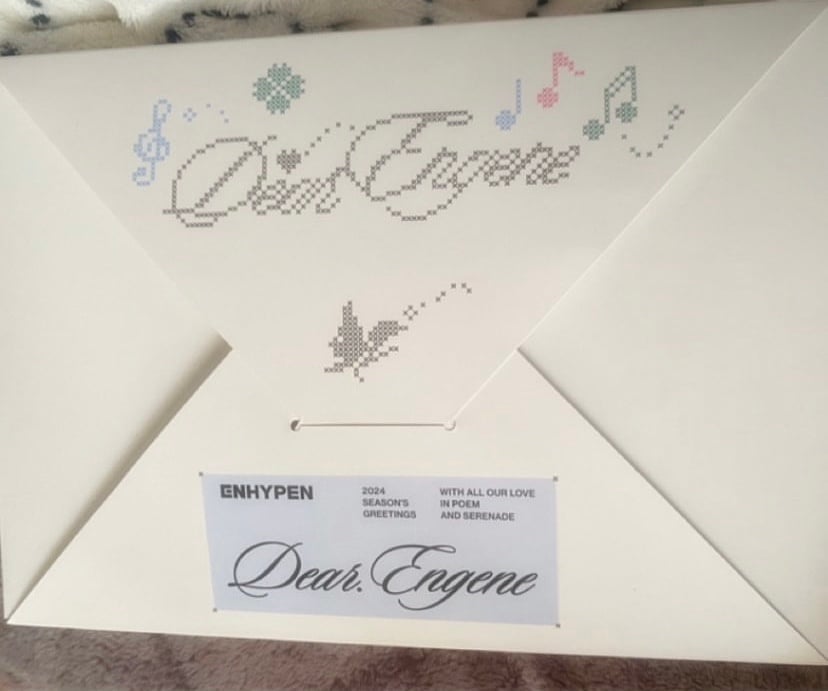 Dear Engene
ENHYPEN
2024
SEASON'S
GREETINGS
WITH ALL OUR LOVE
IN POEM
AND SERENADE
Dear. Engene